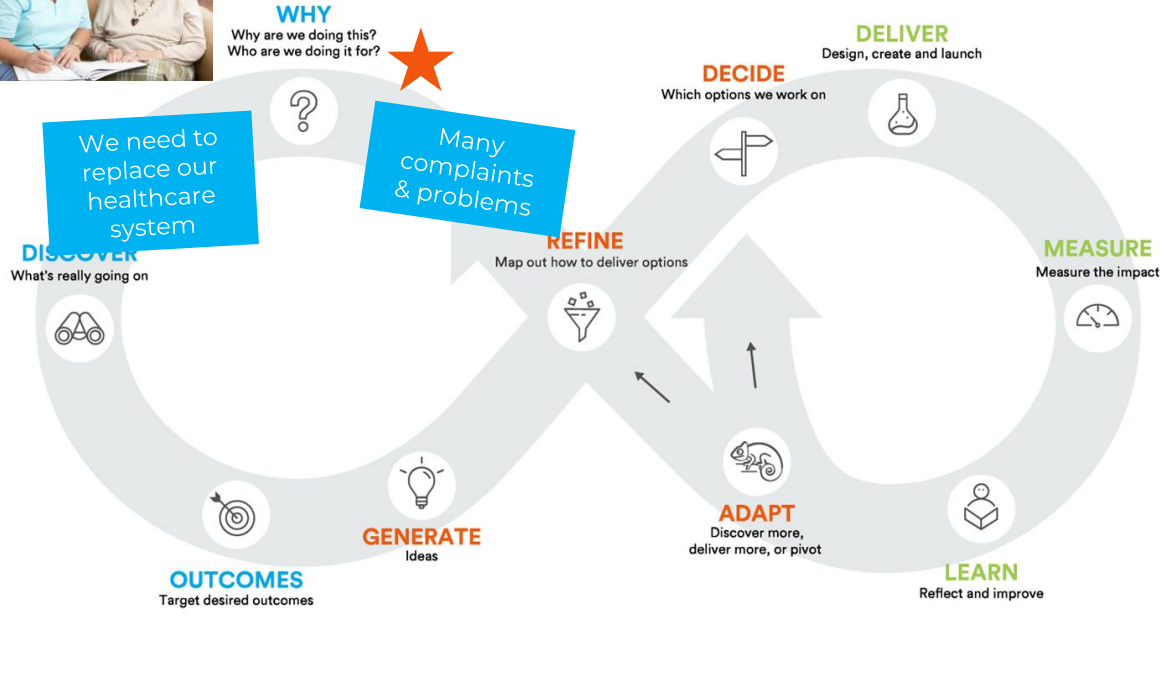 WHY
Why are we doing this?
Who are we doing it for?
We need to
replace our
healthcare
system
Many
complaints
& problems
DISCOVER
What's really going on
OUTCOMES
Target desired outcomes
GENERATE
Ideas
REFINE
Map out how to deliver options
DECIDE
Which options we work on
DELIVER
Design, create and launch
MEASURE
Measure the impact
LEARN
Reflect and improve
ADAPT
Discover more,
deliver more, or pivot